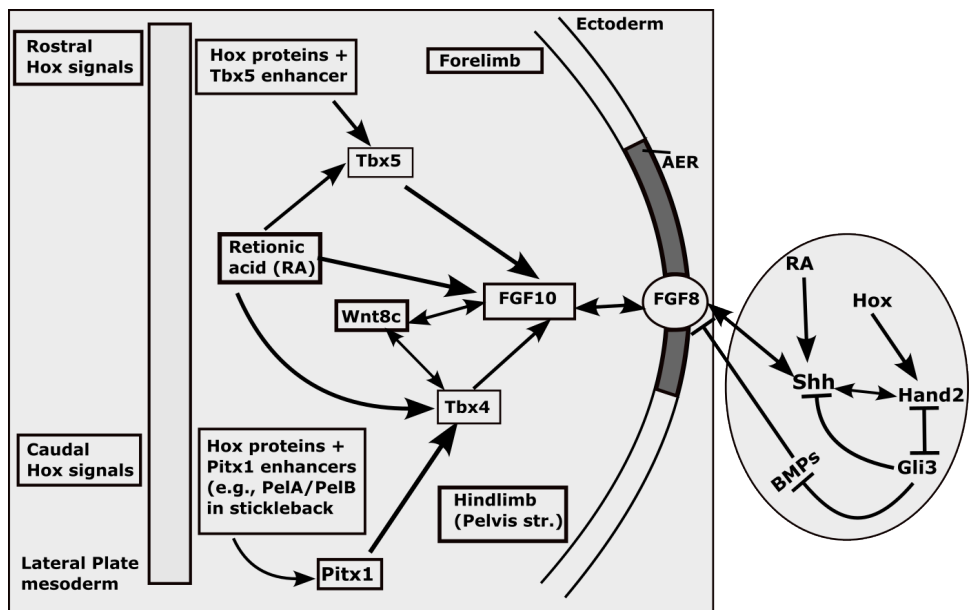 Rostral
Hox signals
Hox proteins +
Tbx5 enhancer
Forelimb
Ectoderm
AER
Tbx5
Retionic
acid (RA)
FGF10
Wnt8c
FGF8
Tbx4
RA
Hox
Shh
Hand2
BMPs
Gli3
Caudal
Hox signals
Hox proteins +
Pitx1 enhancers
(e.g., PelA/PelB
in stickleback
Hindlimb
(Pelvis str.)
Lateral Plate
mesoderm
Pitx1